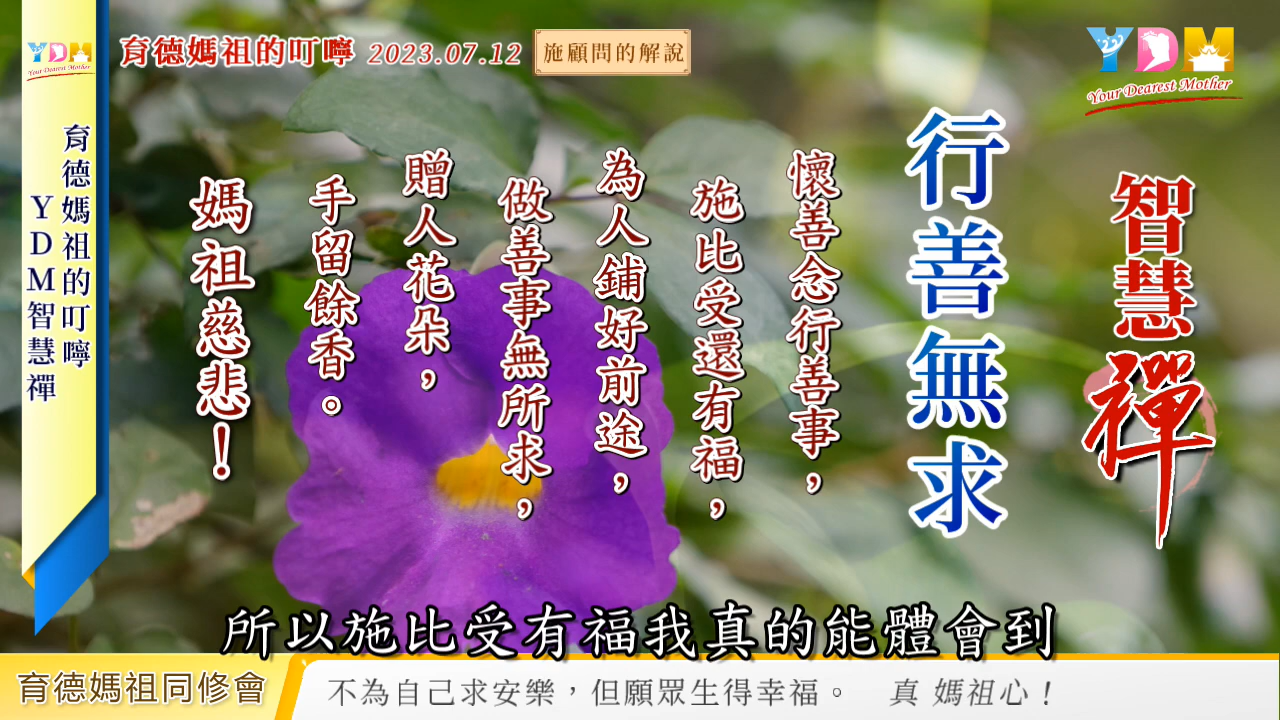 育德媽祖的叮嚀 2023.07.12 施顧問的解說
YDM
Your Dearest Mother
YDM
Your Dearest Mother
智慧禪
行善無求
懷善念行善事，
施比受還有福，
為人鋪好前途，
做善事無所求，
贈人花朵，
手留餘香。
媽祖慈悲！
育德媽祖的叮嚀
YDM智慧禪
所以施比受有福我真的能體會到
育德媽祖同修會
不為自己求安樂，但願眾生得幸福。 真 媽祖心！